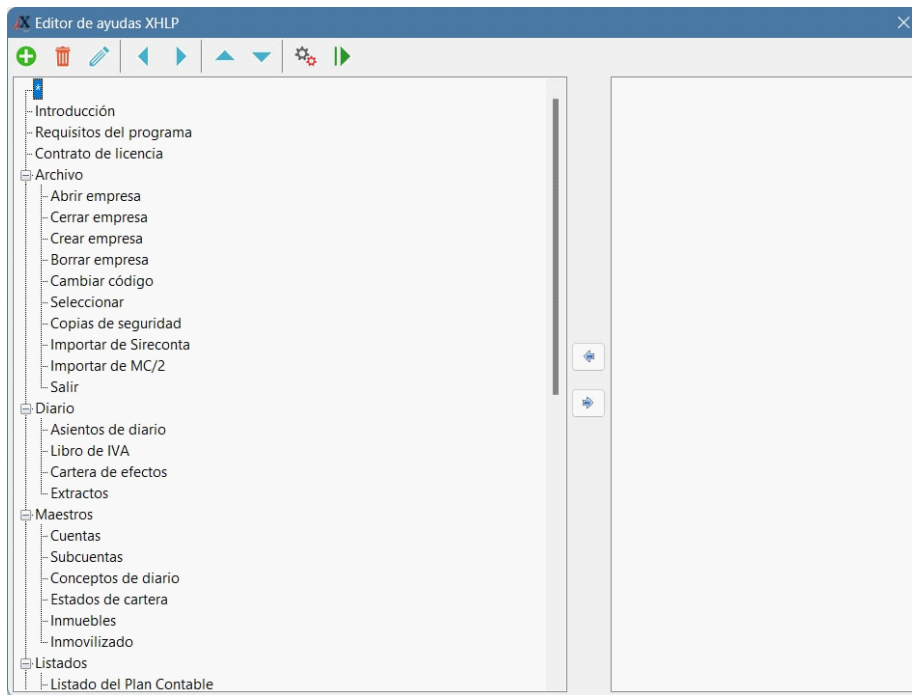 Editor de ayudas XHLP
*
Introducción
Requisitos del programa
Contrato de licencia
Archivo
Abrir empresa
Cerrar empresa
Crear empresa
Borrar empresa
Cambiar código
Seleccionar
Copias de seguridad
Importar de Sireconta
Importar de MC/2
Salir
Diario
Asientos de diario
Libro de IVA
Cartera de efectos
Extractos
Maestros
Cuentas
Subcuentas
Conceptos de diario
Estados de cartera
Inmuebles
Inmovilizado
Listados
Listado del Plan Contable